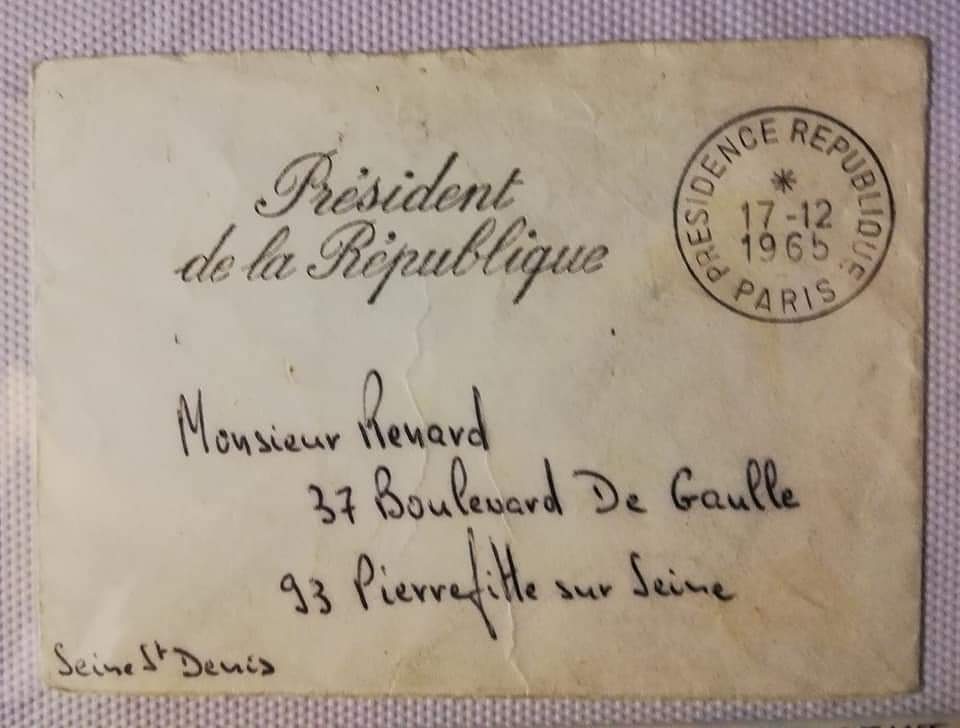 Président
de la République
PRESIDENCE REPUBLIQUE
*
17-12
1965
PARIS
Monsieur Renard
37 Boulevard De Gaulle
93 Pierrefitte sur Seine
Seine St Denis